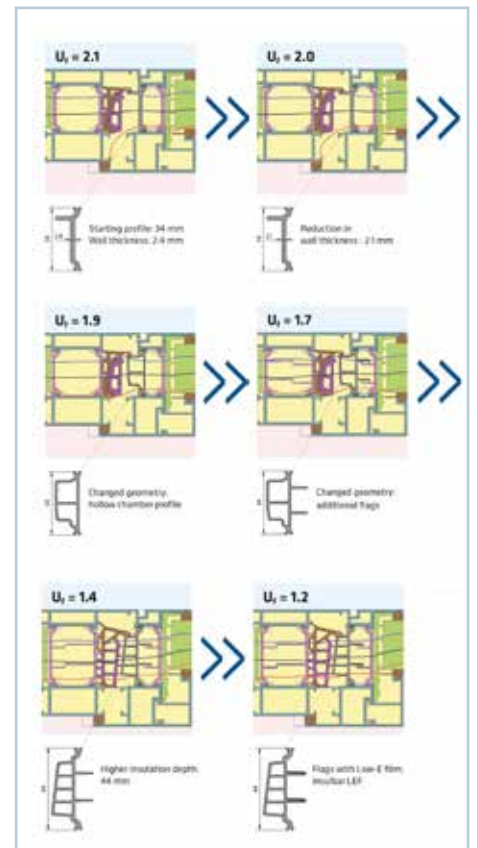 Uf = 2.1
Uf = 2.0
Starting profile: 34 mm
Wall thickness: 2.4 mm
Reduction in
wall thickness: 2.1 mm
Uf = 1.9
Uf = 1.7
Changed geometry:
hollow chamber profile
Changed geometry:
additional flags
Uf = 1.4
Uf = 1.2
Higher insulation depth:
44 mm
Flags with Low-E film:
insulbar LEF